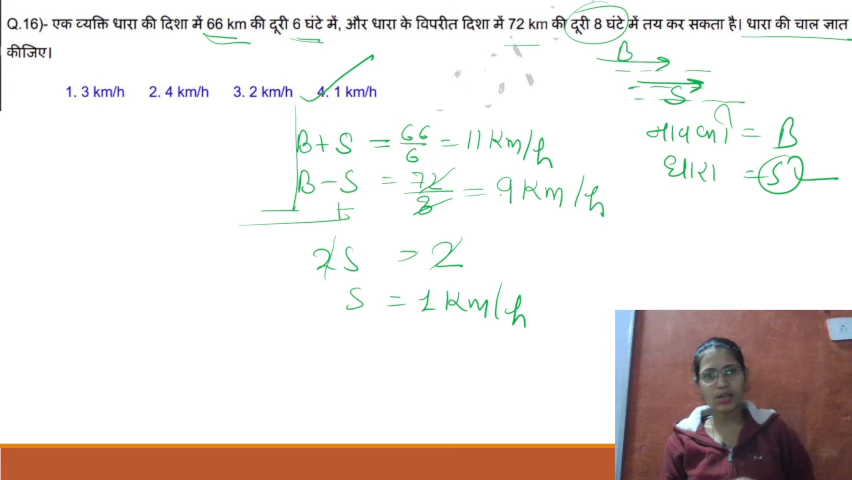 Q.16)- एक व्यक्ति धारा की दिशा में 66 km की दूरी 6 घंटे में, और धारा के विपरीत दिशा में 72 km की दूरी 8 घंटे में तय कर सकता है। धारा की चाल ज्ञात
कीजिए।
1. 3 km/h 2. 4 km/h 3. 2 km/h 4. 1 km/h
B
S
नाव की = B
धारा = S
B + S = 66/6 = 11 Km/h
B - S = 72/8 = 9 Km/h
2S = 2
S = 1 Km/h